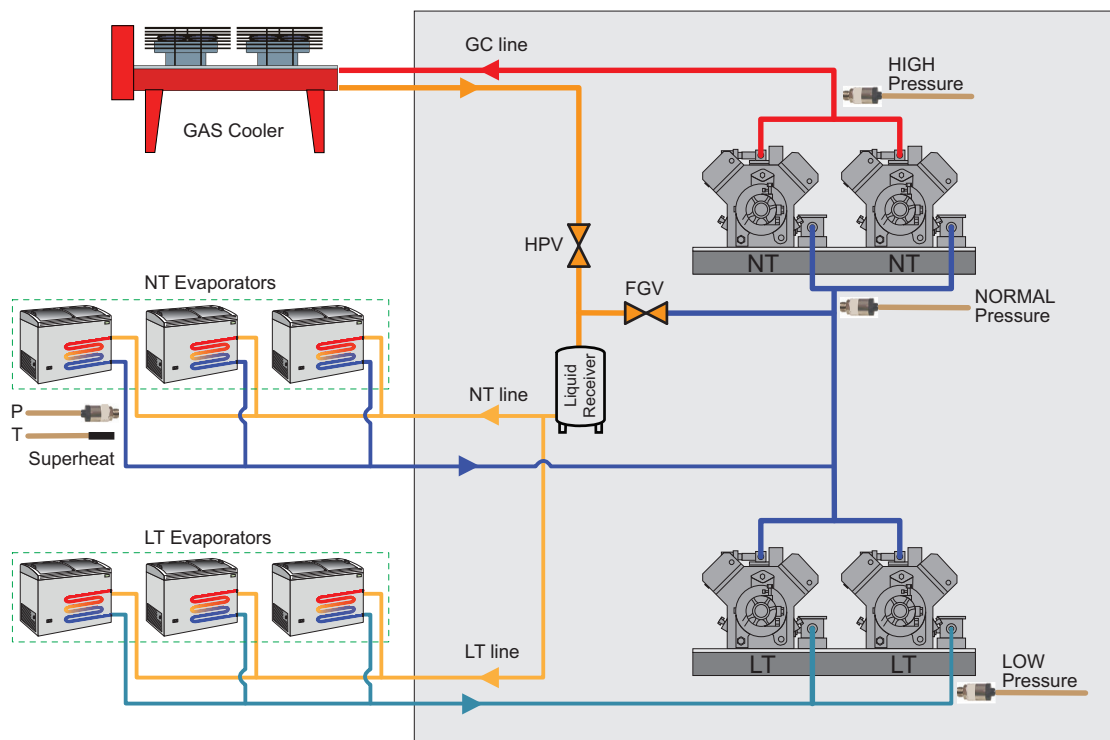 GC line
HIGH
Pressure
GAS Cooler
NT
NT
HPV
FGV
NORMAL
Pressure
NT Evaporators
Liquid
Receiver
NT line
P
T
Superheat
LT Evaporators
LT line
LT
LT
LOW
Pressure